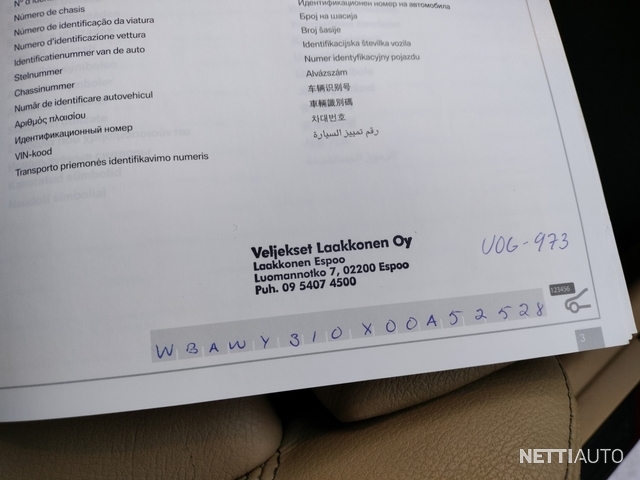 Número de chasis
Número de identificação da viatura
Numero d'identificazione vettura
Identificatienummer van de auto
Stelnummer
Chassinummer
Număr de identificare autovehicul
Αριθμός πλαισίου
Идентификационный номер
VIN-kood
Transporto priemonės identifikavimo numeris
Идентификационен номер на автомобила
Број на шасија
Broj šasije
Identifikacijska številka vozila
Numer identyfikacyjny pojazdu
Alvázszám
车辆识别号
車輛識別碼
차대번호
رقم تمييز السيارة
Veljekset Laakkonen Oy
Laakkonen Espoo
Luomannotko 7, 02200 Espoo
Puh. 09 5407 4500
UOG-973
123456
WBAWY310X00A52528
3
NETTIAUTO